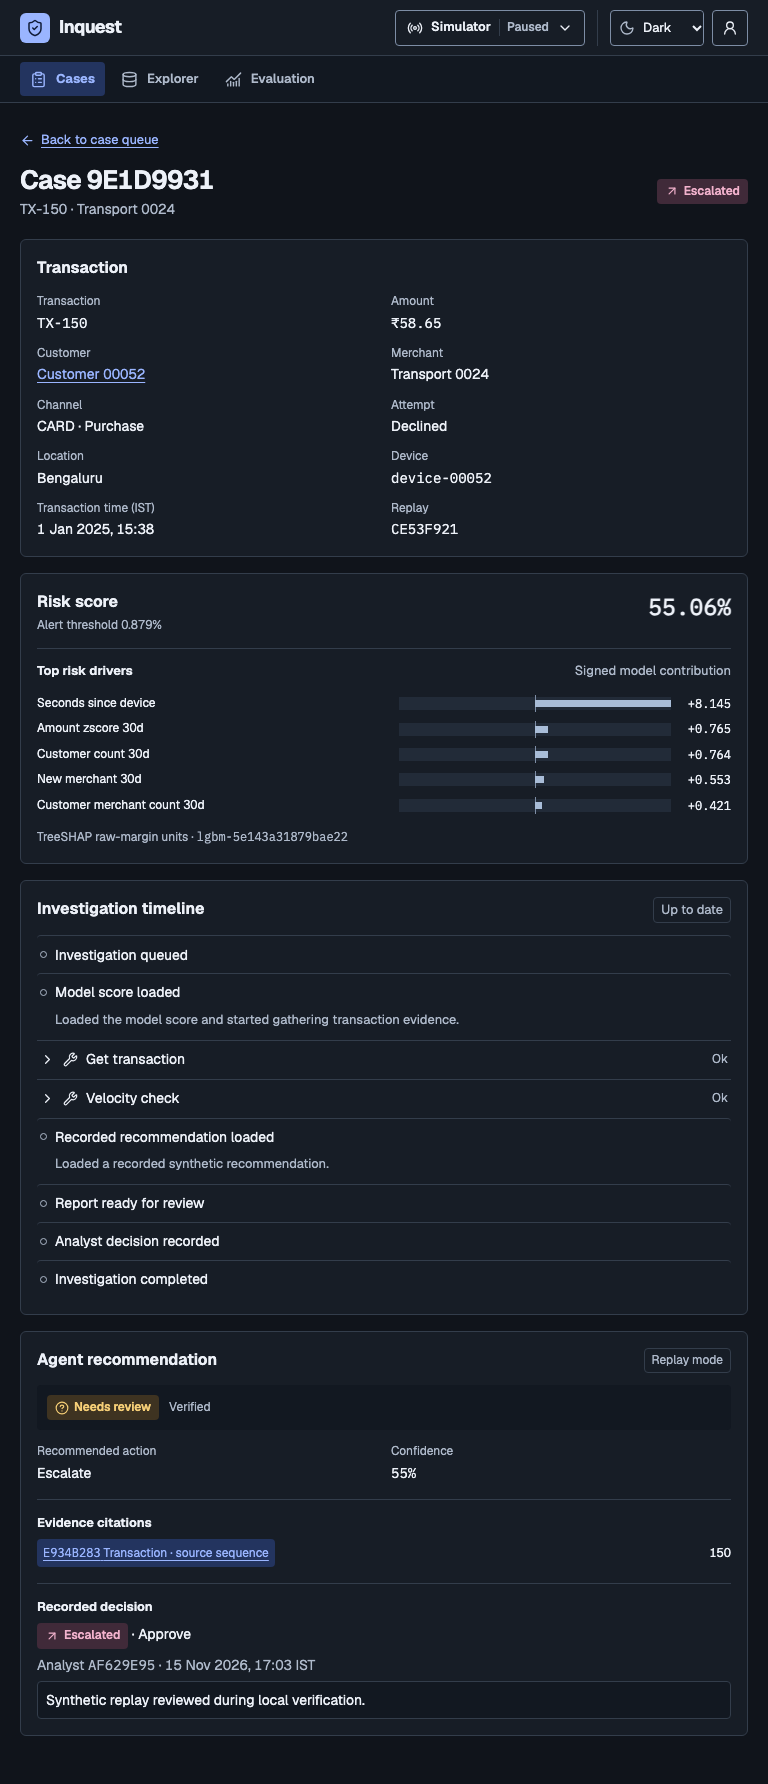 Inquest
Simulator Paused
Dark
Cases
Explorer
Evaluation
Back to case queue
Case 9E1D9931
TX-150 · Transport 0024
Escalated
Transaction
Transaction
TX-150
Amount
₹58.65
Customer
Customer 00052
Merchant
Transport 0024
Channel
CARD · Purchase
Attempt
Declined
Location
Bengaluru
Device
device-00052
Transaction time (IST)
1 Jan 2025, 15:38
Replay
CE53F921
Risk score
Alert threshold 0.879%
55.06%
Top risk drivers
Signed model contribution
Seconds since device +8.145
Amount zscore 30d +0.765
Customer count 30d +0.764
New merchant 30d +0.553
Customer merchant count 30d +0.421
TreeSHAP raw-margin units · lgbm-5e143a31879bae22
Investigation timeline
Up to date
Investigation queued
Model score loaded
Loaded the model score and started gathering transaction evidence.
Get transaction Ok
Velocity check Ok
Recorded recommendation loaded
Loaded a recorded synthetic recommendation.
Report ready for review
Analyst decision recorded
Investigation completed
Agent recommendation
Replay mode
Needs review Verified
Recommended action
Escalate
Confidence
55%
Evidence citations
E934B283 Transaction · source sequence 150
Recorded decision
Escalated · Approve
Analyst AF629E95 · 15 Nov 2026, 17:03 IST
Synthetic replay reviewed during local verification.